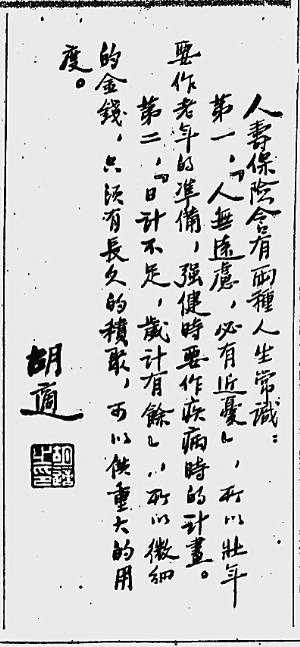 人壽保險含有兩種人生常識:
第一,『人無遠慮,必有近憂』,所以壯年
要作老年的準備,强健時要作疾病時的計畫。
第二,『日計不足,歲計有餘』,所以微細
的金錢,只須有長久的積聚,可以供重大的用
度。
胡適
胡適之印